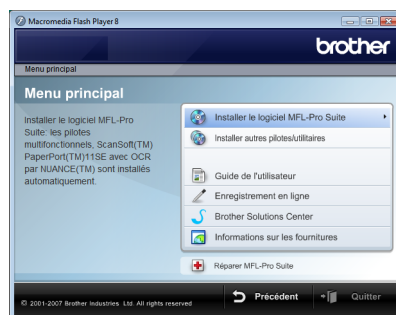 Macromedia Flash Player 8
brother
Menu principal
Menu principal
Installer le logiciel MFL-Pro
Suite: les pilotes
multifonctionnels, ScanSoft(TM)
PaperPort(TM)11SE avec OCR
par NUANCE(TM) sont installés
automatiquement.
Installer le logiciel MFL-Pro Suite
Installer autres pilotes/utilitaires
Guide de l'utilisateur
Enregistrement en ligne
Brother Solutions Center
Informations sur les fournitures
Réparer MFL-Pro Suite
© 2001-2007 Brother Industries Ltd. All rights reserved
Précédent
Quitter